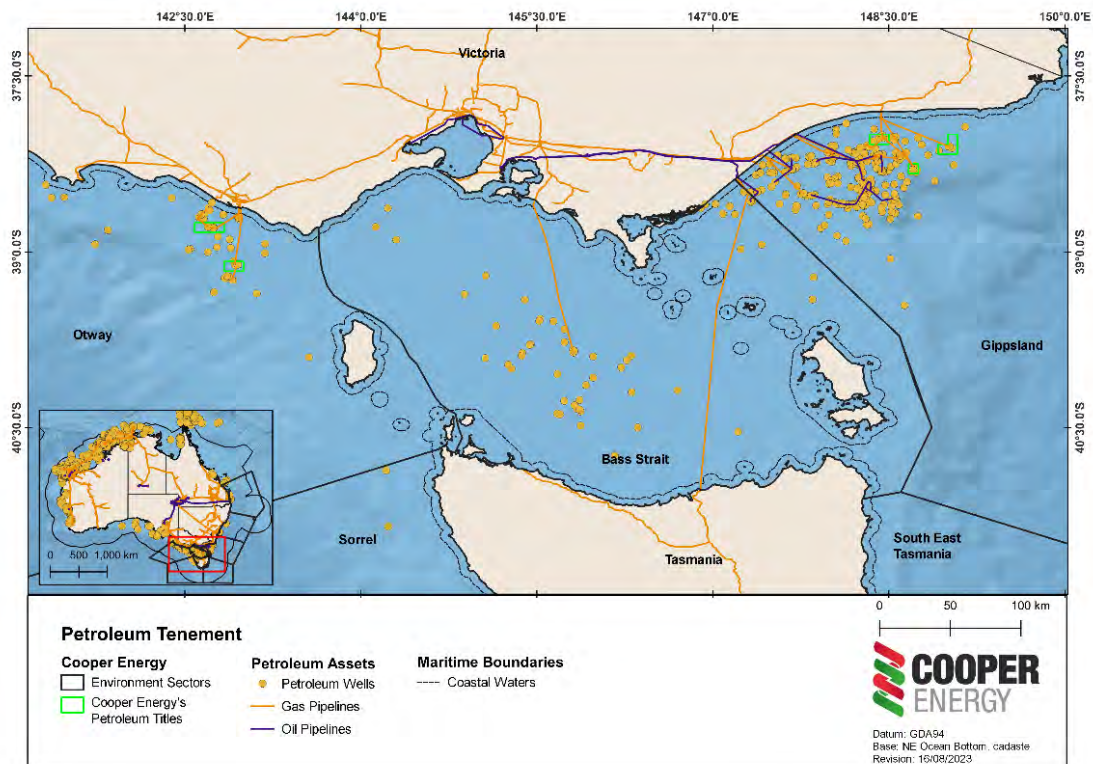 142°30.0'E 144°0.0'E 145°30.0'E 147°0.0'E 148°30.0'E 150°0.0'E
Victoria
37°30.0'S 37°30.0'S
39°0.0'S 39°0.0'S
Otway
Gippsland
40°30.0'S 40°30.0'S
Bass Strait
0 500 1,000 km
Sorrel
Tasmania
South East
Tasmania
0 50 100 km
Petroleum Tenement
Cooper Energy
Environment Sectors
Cooper Energy's
Petroleum Titles
Petroleum Assets
Petroleum Wells
Gas Pipelines
Oil Pipelines
Maritime Boundaries
Coastal Waters
COOPER
ENERGY
Datum: GDA94
Base: NE Ocean Bottom, cadaste
Revision: 16/08/2023